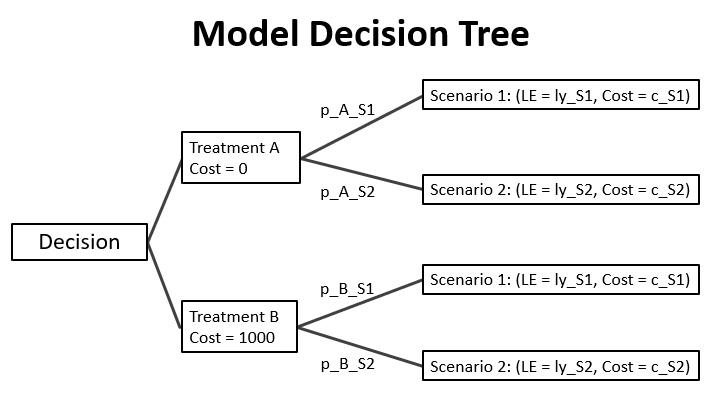 Model Decision Tree
Decision
Treatment A
Cost = 0
p_A_S1
Scenario 1: (LE = ly_S1, Cost = c_S1)
p_A_S2
Scenario 2: (LE = ly_S2, Cost = c_S2)
Treatment B
Cost = 1000
p_B_S1
Scenario 1: (LE = ly_S1, Cost = c_S1)
p_B_S2
Scenario 2: (LE = ly_S2, Cost = c_S2)